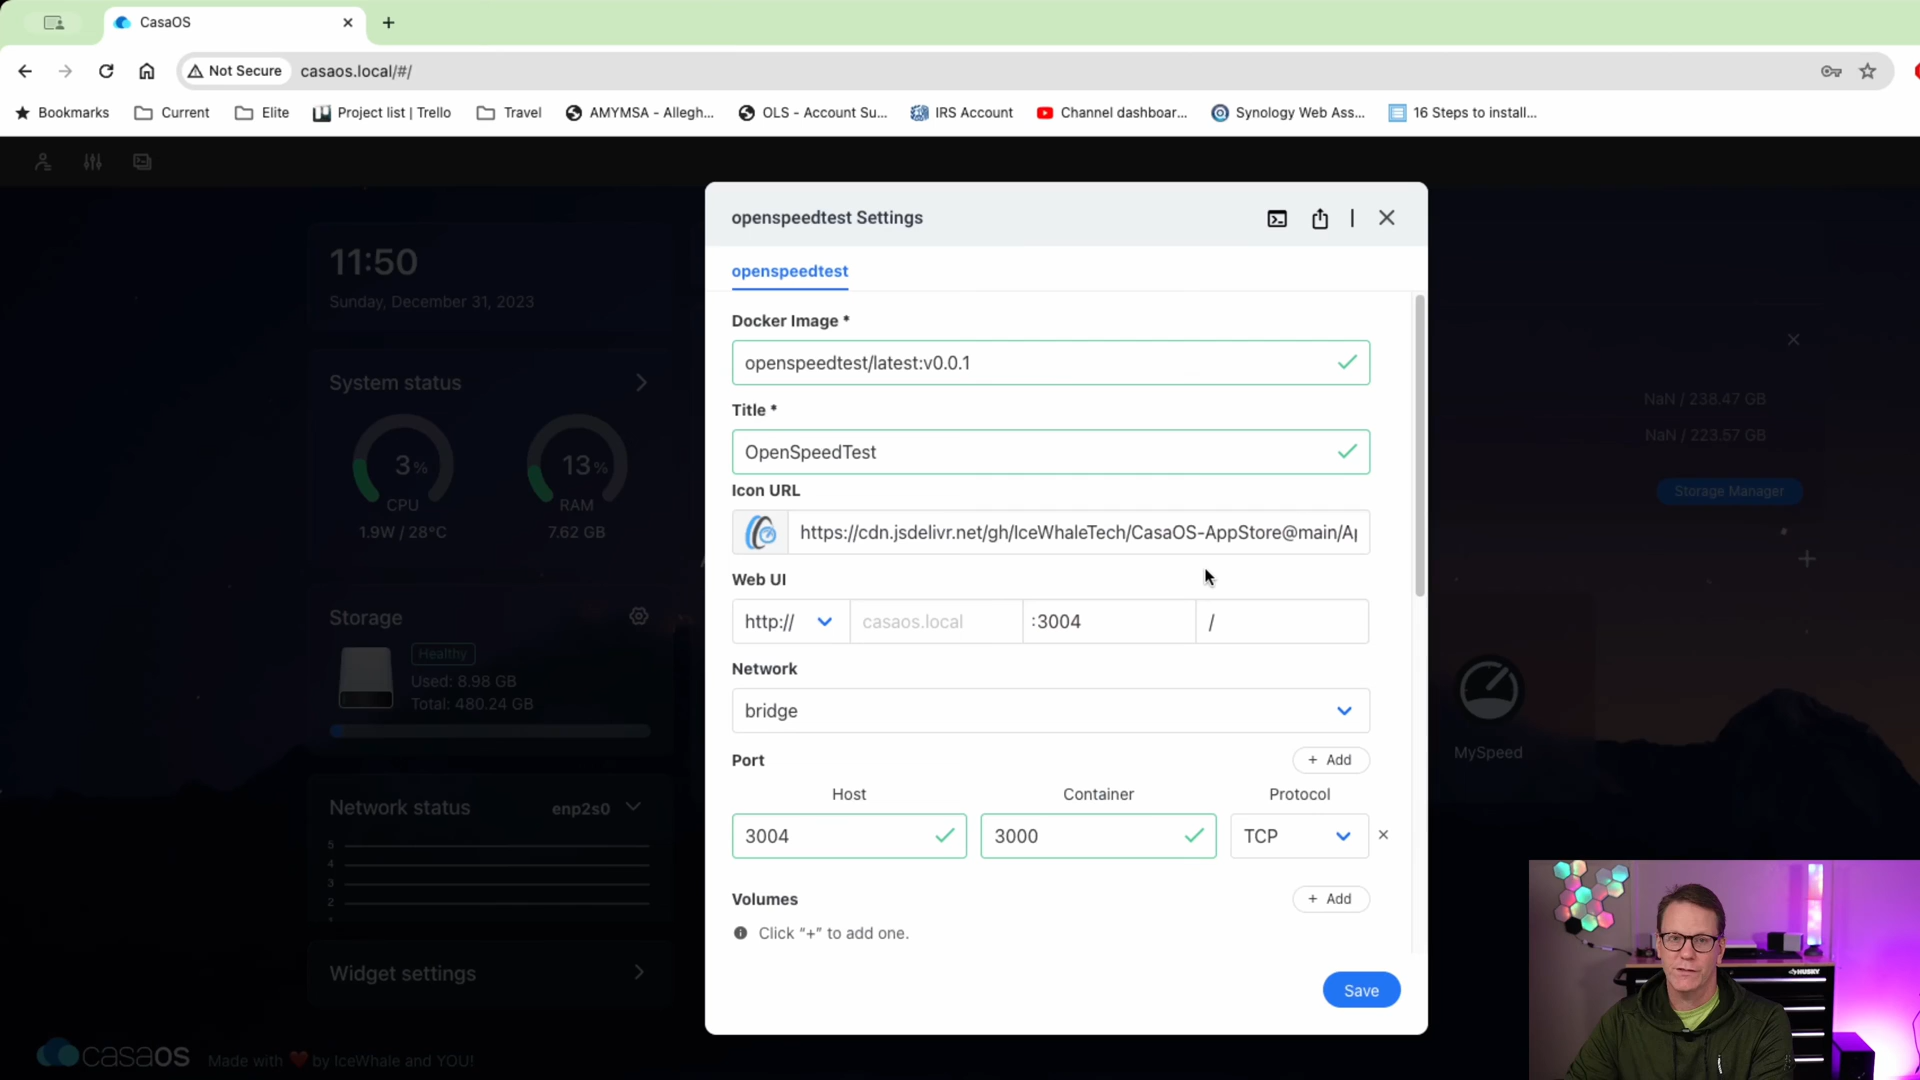 CasaOS
Not Secure
casaos.local/#/
Bookmarks
Current
Elite
Project list | Trello
Travel
AMYMSA - Allegh...
OLS - Account Su...
IRS Account
Channel dashboar...
Synology Web Ass...
16 Steps to install...
11:50
Sunday, December 31, 2023
System status
3%
CPU
1.9W / 28°C
13%
RAM
7.62 GB
Storage
Healthy
Used: 8.98 GB
Total: 480.24 GB
Network status
enp2s0
5
4
3
2
Widget settings
casaos
Made with ❤ by IceWhale and YOU!
openspeedtest Settings
openspeedtest
Docker Image *
openspeedtest/latest:v0.0.1
Title *
OpenSpeedTest
Icon URL
https://cdn.jsdelivr.net/gh/IceWhaleTech/CasaOS-AppStore@main/Ap
Web UI
http://
casaos.local
:3004
/
Network
bridge
Port
+ Add
Host
Container
Protocol
3004
3000
TCP
Volumes
+ Add
Click “+” to add one.
Save
NaN / 238.47 GB
NaN / 223.57 GB
Storage Manager
MySpeed
HUSKY